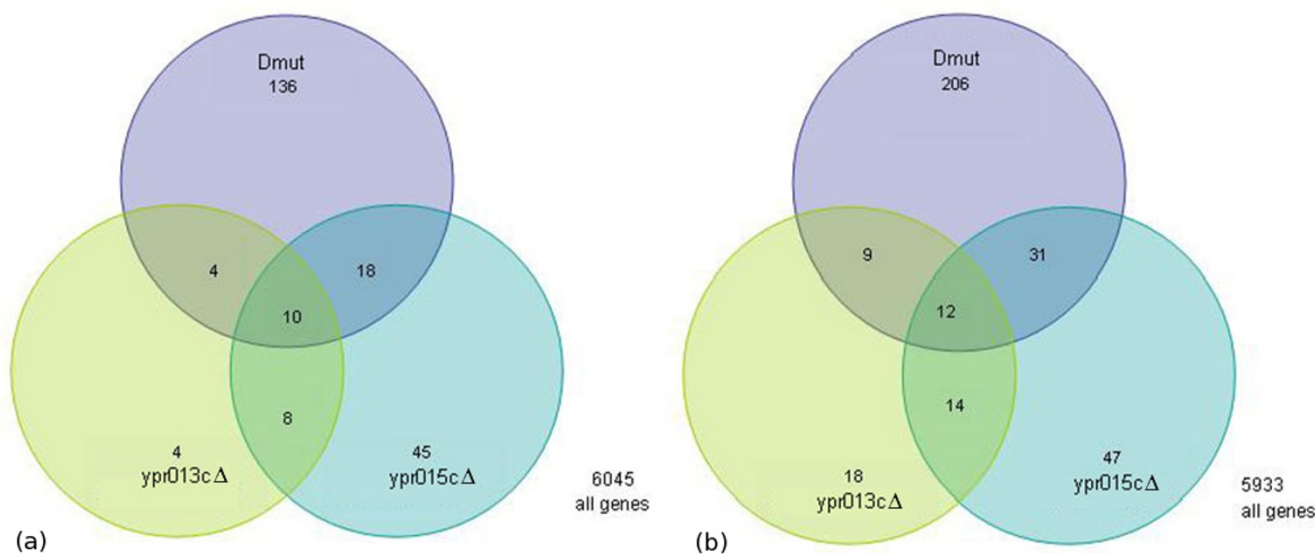 Dmut
136
4
18
10
8
4
ypr013cΔ
45
ypr015cΔ
6045
all genes
(a)
Dmut
206
9
31
12
14
18
ypr013cΔ
47
ypr015cΔ
5933
all genes
(b)